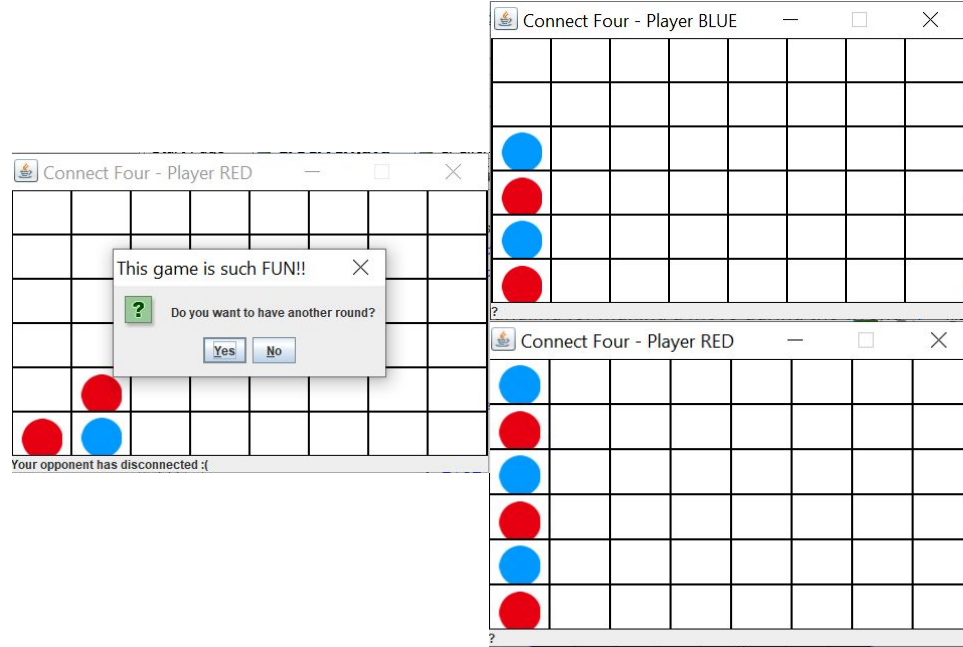 Connect Four - Player RED
This game is such FUN!!
?
Do you want to have another round?
Yes
No
Your opponent has disconnected :(
Connect Four - Player BLUE
?
Connect Four - Player RED
?